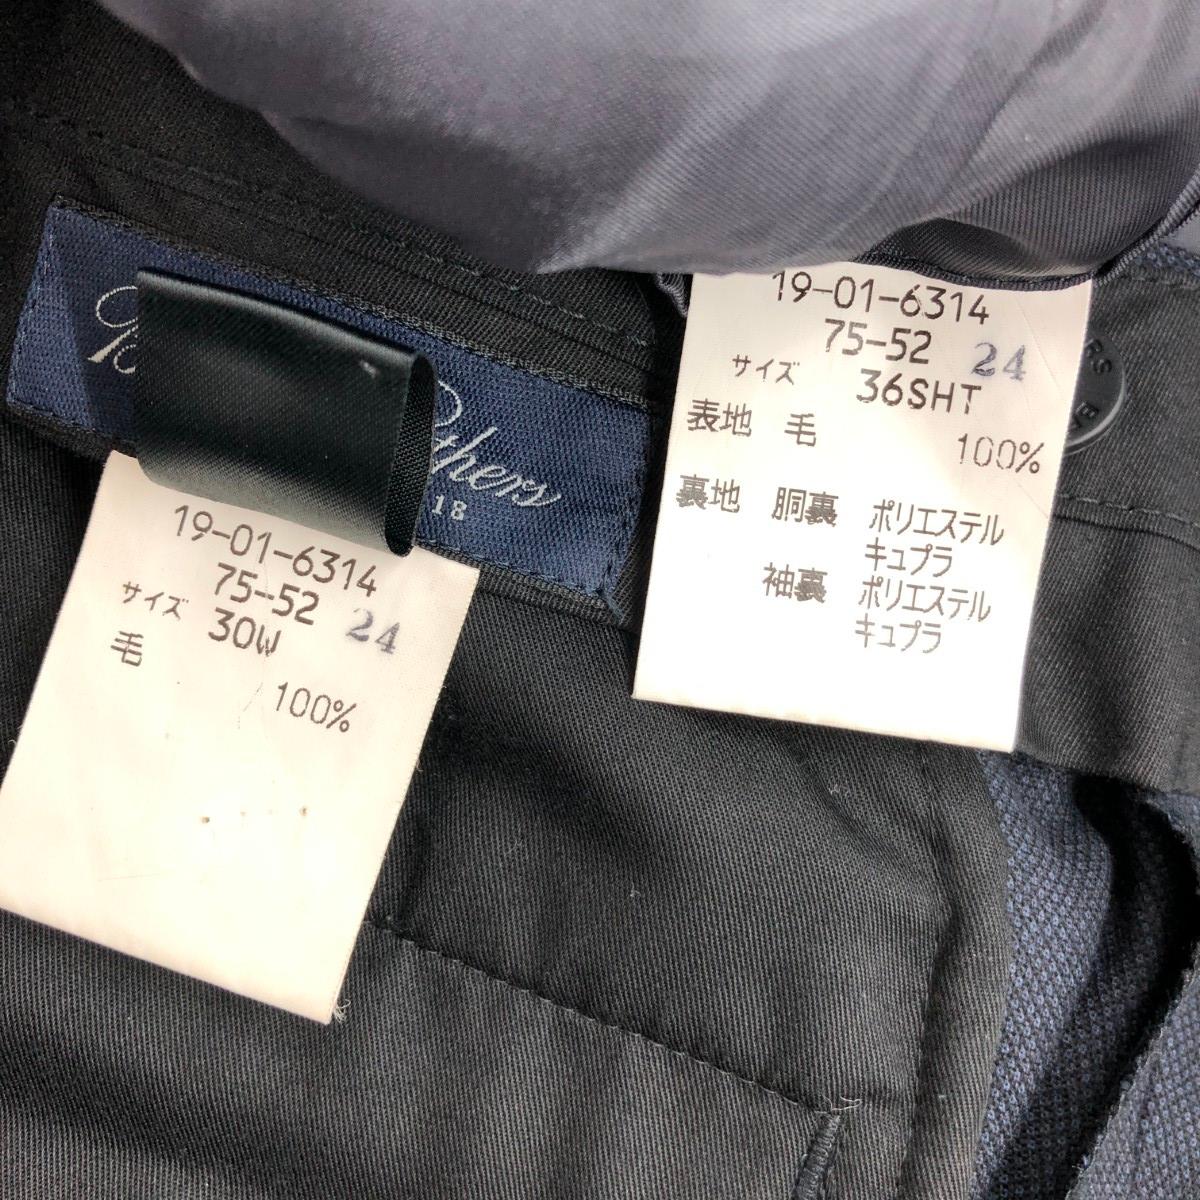 thers
18
19-01-6314
75-52 24
サイズ 30W
毛
100%
19-01-6314
75-52 24
サイズ 36SHT
表地 毛 100%
裏地 胴裏 ポリエステル
キュプラ
袖裏 ポリエステル
キュプラ
RS